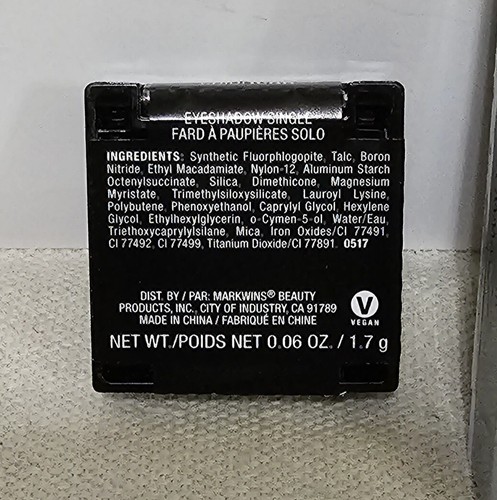 EYESHADOW SINGLE
FARD À PAUPIÈRES SOLO
INGREDIENTS: Synthetic Fluorphlogopite, Talc, Boron
Nitride, Ethyl Macadamiate, Nylon-12, Aluminum Starch
Octenylsuccinate, Silica, Dimethicone, Magnesium
Myristate, Trimethylsiloxysilicate, Lauroyl Lysine,
Polybutene, Phenoxyethanol, Caprylyl Glycol, Hexylene
Glycol, Ethylhexylglycerin, o-Cymen-5-ol, Water/Eau,
Triethoxycaprylylsilane, Mica, Iron Oxides/CI 77491,
CI 77492, CI 77499, Titanium Dioxide/CI 77891. 0517
DIST. BY / PAR: MARKWINS® BEAUTY
PRODUCTS, INC., CITY OF INDUSTRY, CA 91789
MADE IN CHINA / FABRIQUÉ EN CHINE
V
VEGAN
NET WT./POIDS NET 0.06 OZ. / 1.7 g